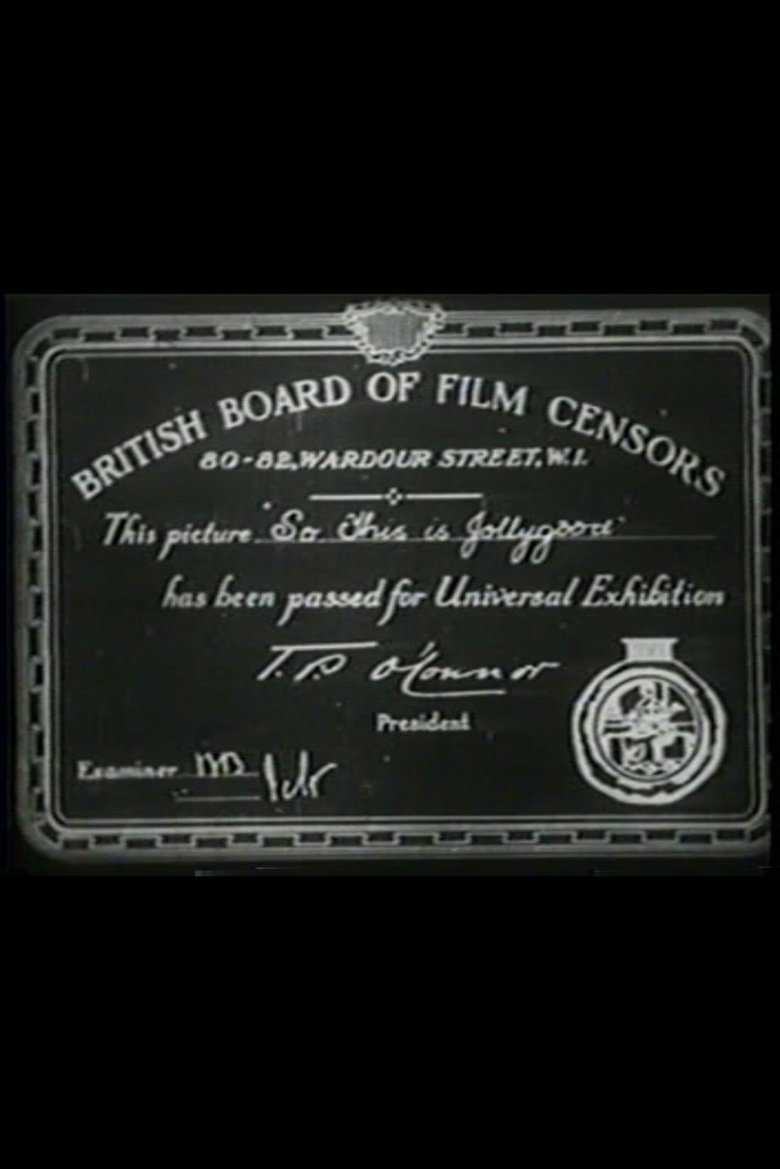 BRITISH BOARD OF FILM CENSORS
80-82, WARDOUR STREET, W.1.
This picture "So This is Jollygood"
has been passed for Universal Exhibition
T. P. O'Connor
President
Examiner